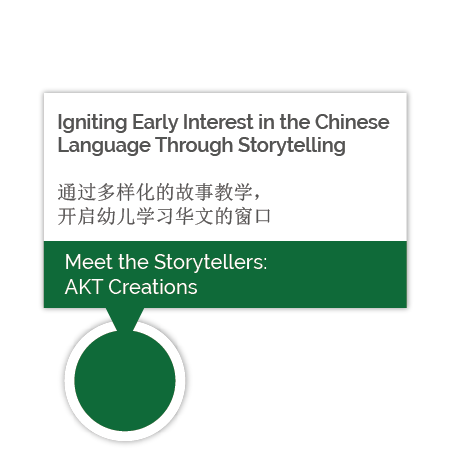 Igniting Early Interest in the Chinese
Language Through Storytelling
通过多样化的故事教学，
开启幼儿学习华文的窗口
Meet the Storytellers:
AKT Creations